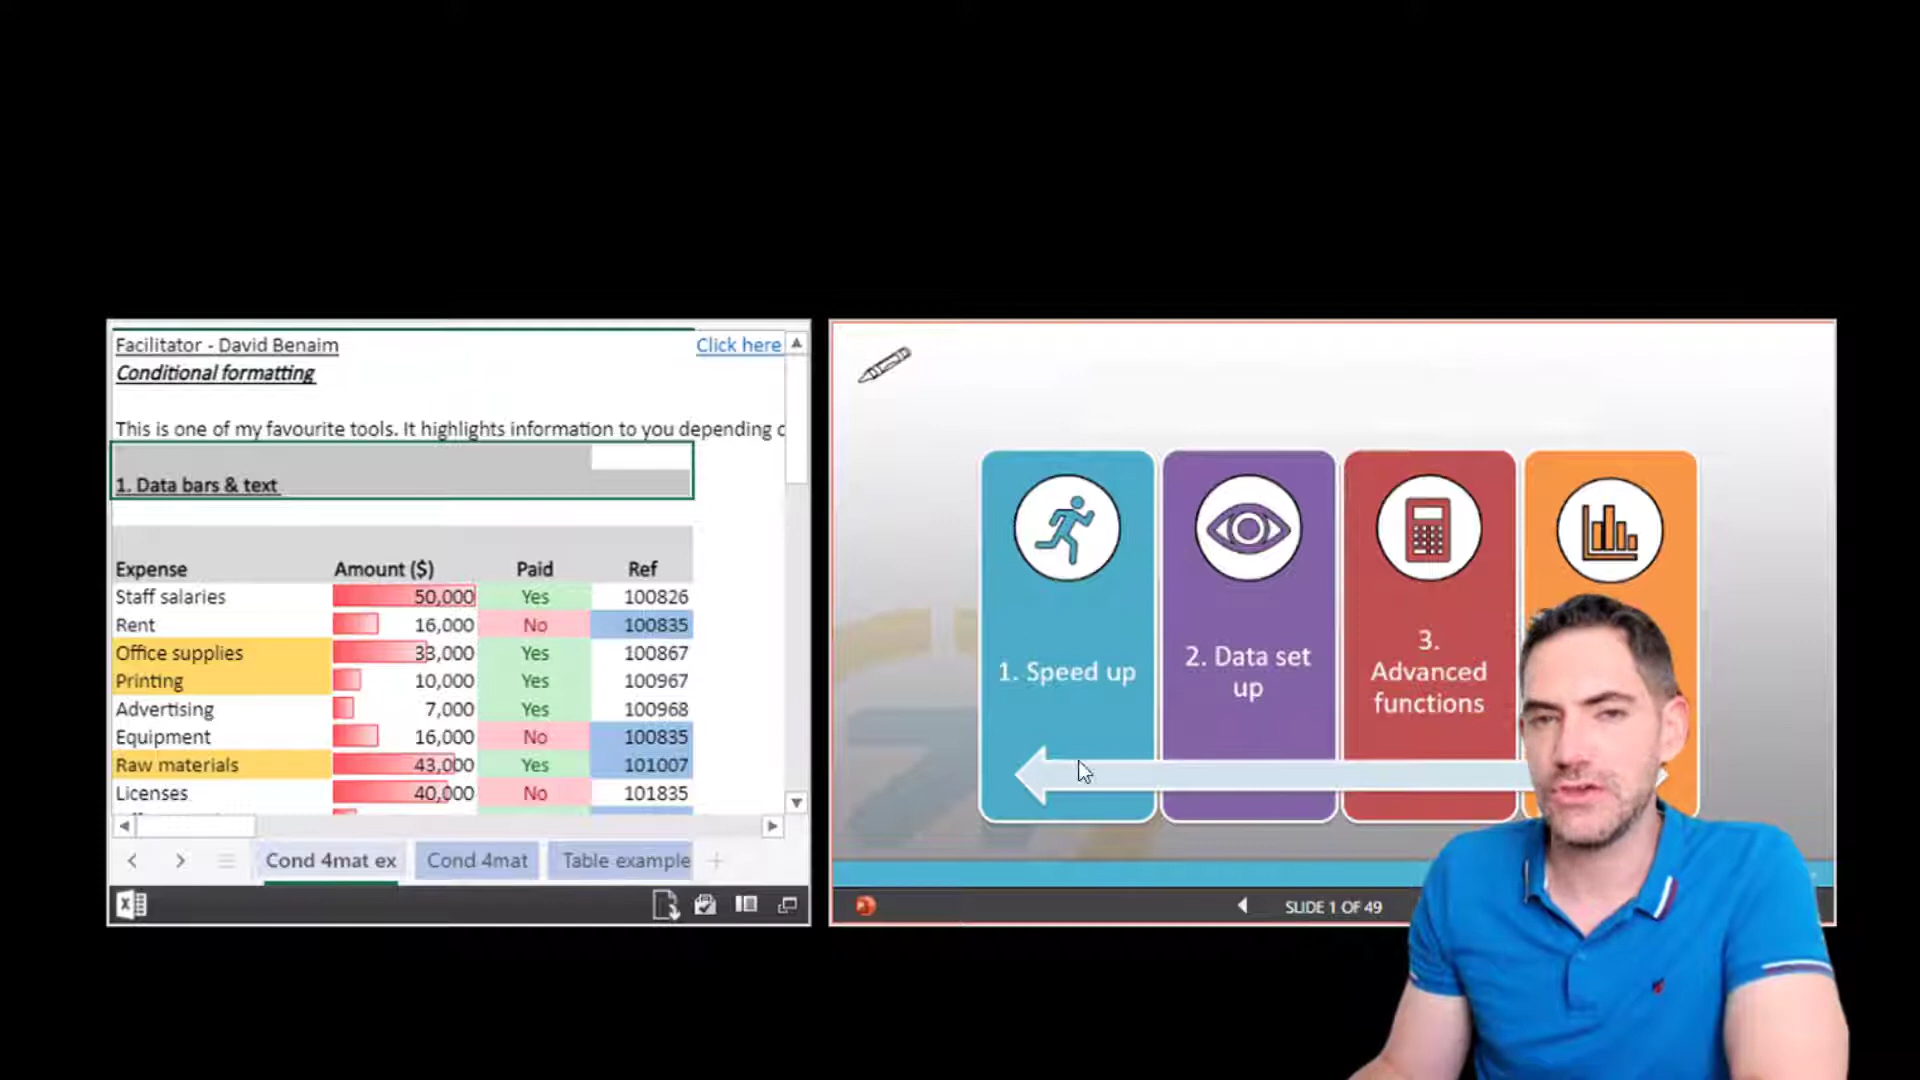 Facilitator - David Benaim Click here
Conditional formatting
This is one of my favourite tools. It highlights information to you depending
1. Data bars & text
Expense Amount ($) Paid Ref
Staff salaries 50,000 Yes 100826
Rent 16,000 No 100835
Office supplies 33,000 Yes 100867
Printing 10,000 Yes 100967
Advertising 7,000 Yes 100968
Equipment 16,000 No 100835
Raw materials 43,000 Yes 101007
Licenses 40,000 No 101835
Cond 4mat ex Cond 4mat Table example
1. Speed up
2. Data set
up
3.
Advanced
functions
SLIDE 1 OF 49